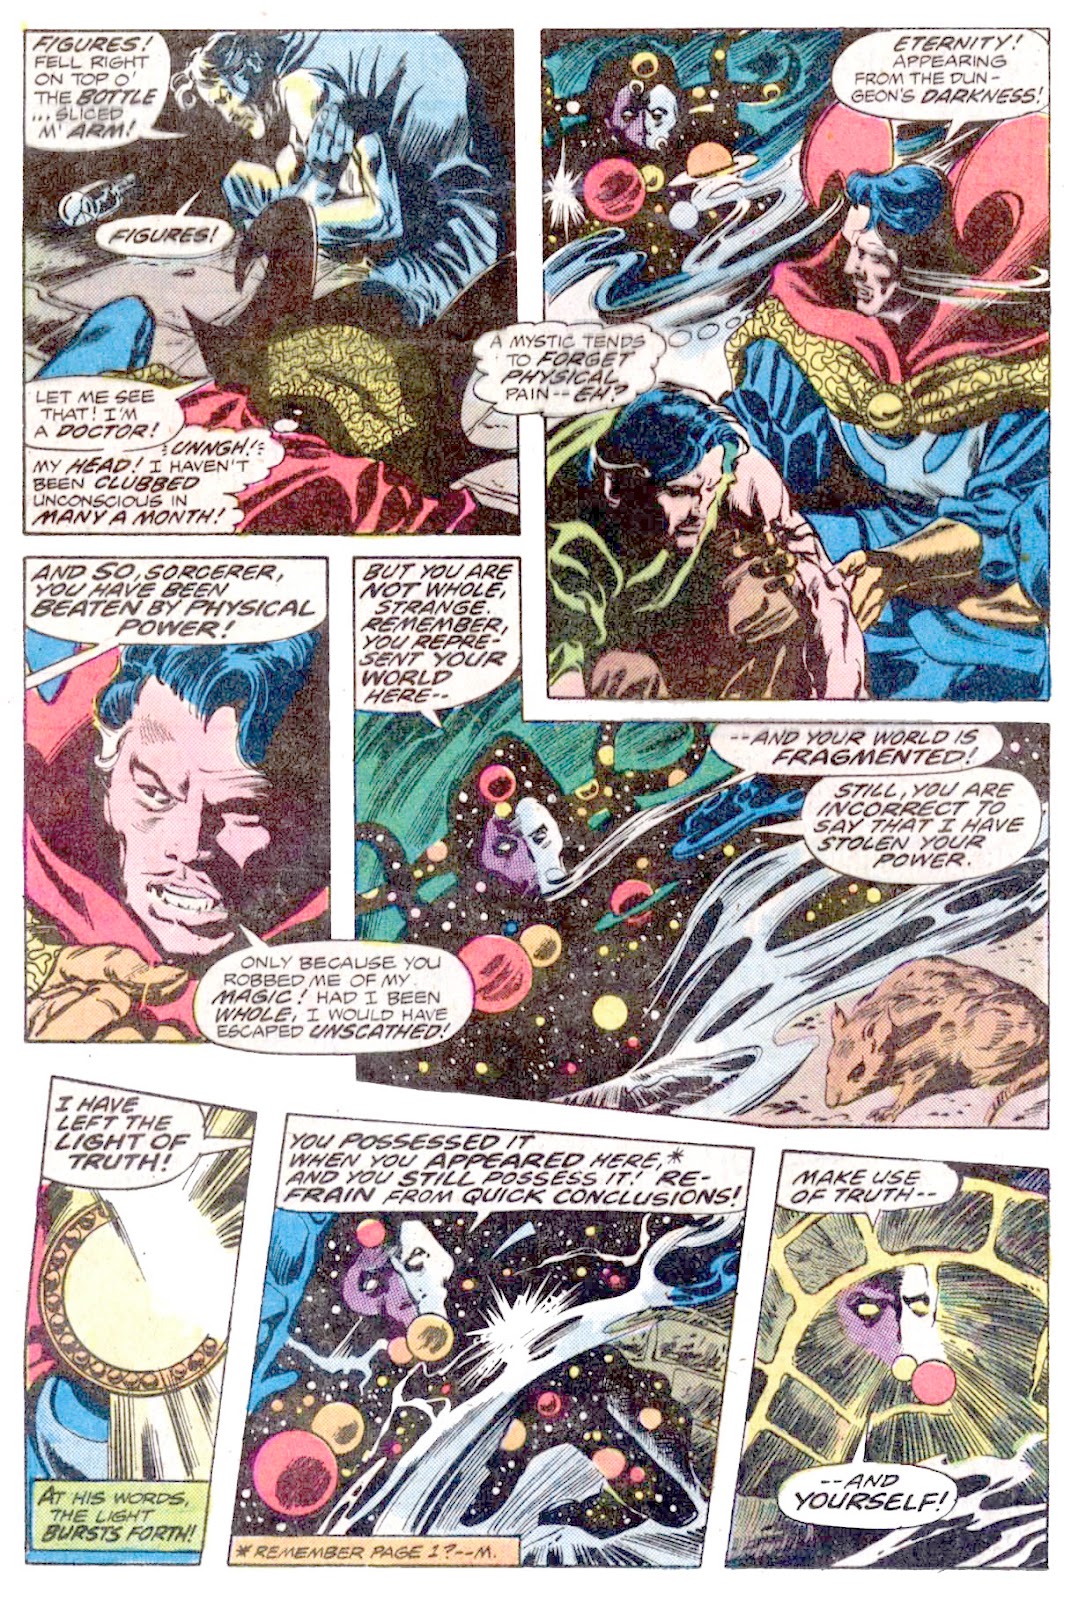 FIGURES!
FELL RIGHT
ON TOP O'
THE BOTTLE
...SLICED
M' ARM!
FIGURES!
LET ME SEE
THAT! I'M
A DOCTOR!
UNNGH!
MY HEAD! I HAVEN'T
BEEN CLUBBED
UNCONSCIOUS IN
MANY A MONTH!
ETERNITY!
APPEARING
FROM THE DUN-
GEON'S DARKNESS!
A MYSTIC TENDS
TO FORGET
PHYSICAL
PAIN-- EH?
AND SO, SORCERER,
YOU HAVE BEEN
BEATEN BY PHYSICAL
POWER!
ONLY BECAUSE YOU
ROBBED ME OF MY
MAGIC! HAD I BEEN
WHOLE, I WOULD HAVE
ESCAPED UNSCATHED!
BUT YOU ARE
NOT WHOLE,
STRANGE.
REMEMBER,
YOU REPRE-
SENT YOUR
WORLD
HERE--
--AND YOUR WORLD IS
FRAGMENTED!
STILL, YOU ARE
INCORRECT TO
SAY THAT I HAVE
STOLEN YOUR
POWER.
I HAVE
LEFT THE
LIGHT OF
TRUTH!
AT HIS WORDS,
THE LIGHT
BURSTS FORTH!
YOU POSSESSED IT
WHEN YOU APPEARED HERE,*
AND YOU STILL POSSESS IT! RE-
FRAIN FROM QUICK CONCLUSIONS!
*REMEMBER PAGE 1?--M.
MAKE USE
OF TRUTH--
--AND
YOURSELF!